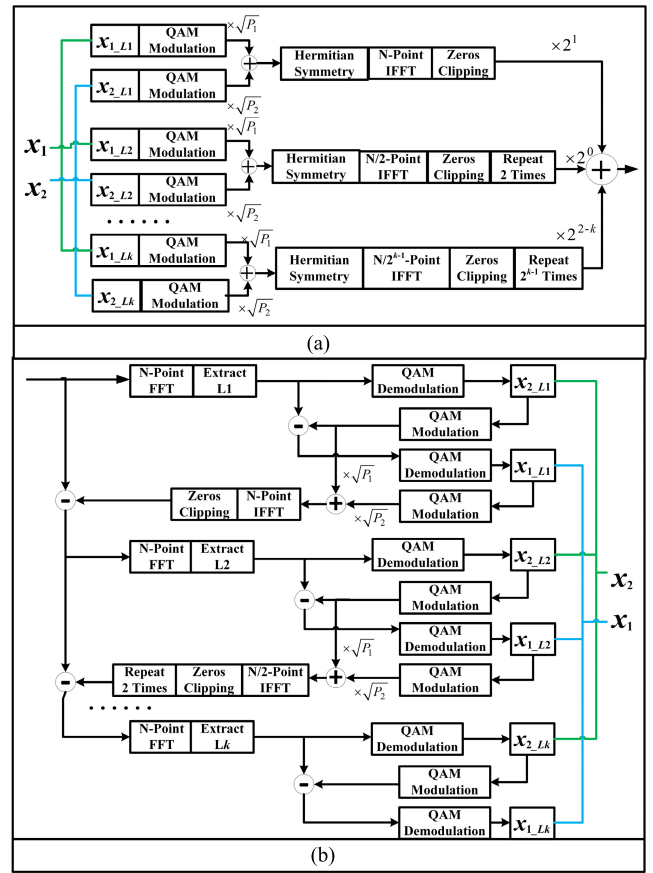 x1_L1 QAM Modulation ×√P1
Hermitian Symmetry N-Point IFFT Zeros Clipping ×2^1
x2_L1 QAM Modulation ×√P2
x1
x2
x1_L2 QAM Modulation ×√P1
Hermitian Symmetry N/2-Point IFFT Zeros Clipping Repeat 2 Times ×2^0
x2_L2 QAM Modulation ×√P2
......
x1_Lk QAM Modulation ×√P1
Hermitian Symmetry N/2^k-1-Point IFFT Zeros Clipping Repeat 2^k-1 Times ×2^2-k
x2_Lk QAM Modulation ×√P2
(a)
N-Point FFT Extract L1 QAM Demodulation x2_L1
QAM Modulation
QAM Demodulation x1_L1
×√P1
Zeros Clipping N-Point IFFT ×√P2 QAM Modulation
N-Point FFT Extract L2 QAM Demodulation x2_L2
x2
QAM Modulation
x1
QAM Demodulation x1_L2
×√P1
Repeat 2 Times Zeros Clipping N/2-Point IFFT ×√P2 QAM Modulation
......
N-Point FFT Extract Lk QAM Demodulation x2_Lk
QAM Modulation
QAM Demodulation x1_Lk
(b)